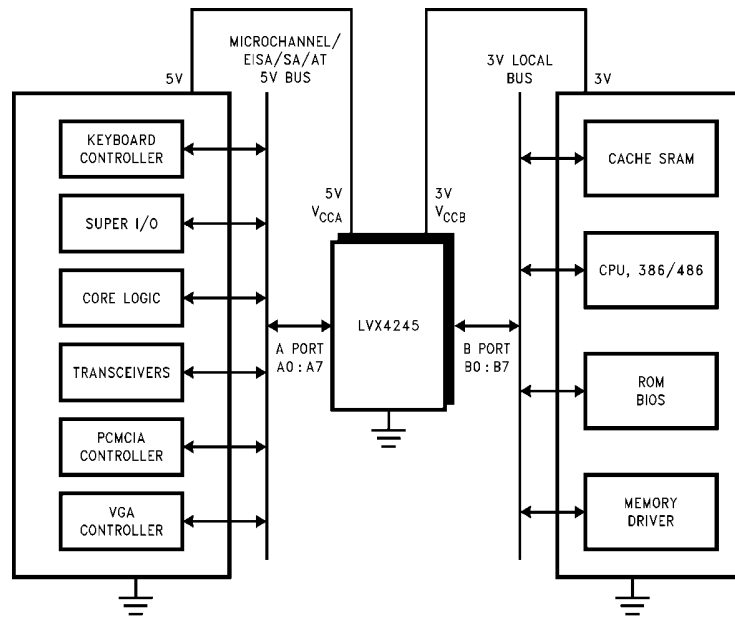 MICROCHANNEL/
EISA/SA/AT
5V BUS
5V
3V LOCAL
BUS
3V
KEYBOARD
CONTROLLER
SUPER I/O
CORE LOGIC
TRANSCEIVERS
PCMCIA
CONTROLLER
VGA
CONTROLLER
5V
VCCA
3V
VCCB
LVX4245
A PORT
A0:A7
B PORT
B0:B7
CACHE SRAM
CPU, 386/486
ROM
BIOS
MEMORY
DRIVER